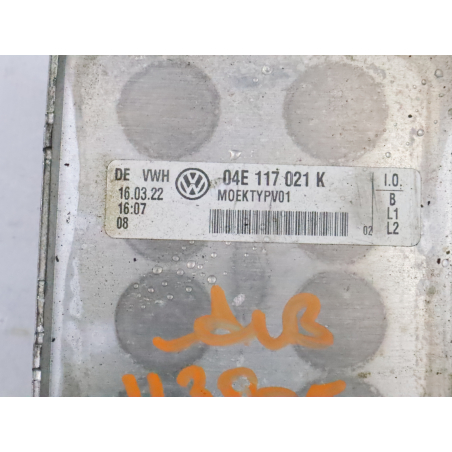 DE VWH 04E 117 021 K I.O.
16.03.22 MOEKTYPV01 B
16:07 L1
08 02 L2